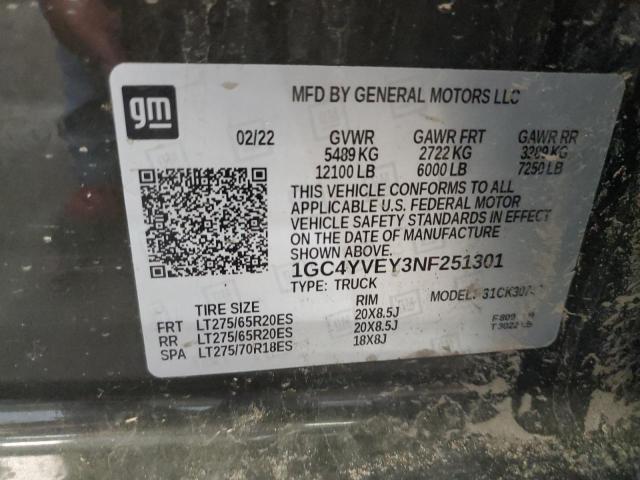 gm
MFD BY GENERAL MOTORS LLC
02/22 GVWR GAWR FRT GAWR RR
5489 KG 2722 KG 3289 KG
12100 LB 6000 LB 7250 LB
THIS VEHICLE CONFORMS TO ALL
APPLICABLE U.S. FEDERAL MOTOR
VEHICLE SAFETY STANDARDS IN EFFECT
ON THE DATE OF MANUFACTURE
SHOWN ABOVE.
1GC4YVEY3NF251301
TYPE: TRUCK MODEL:
TIRE SIZE RIM
FRT LT275/65R20ES 20X8.5J
RR LT275/65R20ES 20X8.5J
SPA LT275/70R18ES 18X8J